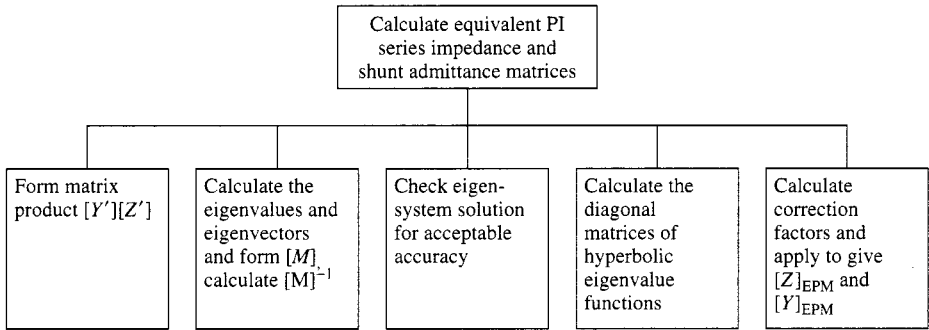 Calculate equivalent PI
series impedance and
shunt admittance matrices
Form matrix
product [Y′][Z′]
Calculate the
eigenvalues and
eigenvectors
and form [M],
calculate [M]⁻¹
Check eigen-
system solution
for acceptable
accuracy
Calculate the
diagonal
matrices of
hyperbolic
eigenvalue
functions
Calculate
correction
factors and
apply to give
[Z]EPM and
[Y]EPM